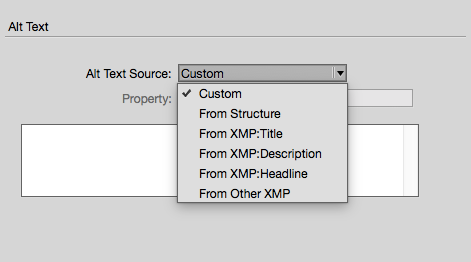 Alt Text
Alt Text Source: Custom
Property:
Custom
From Structure
From XMP:Title
From XMP:Description
From XMP:Headline
From Other XMP